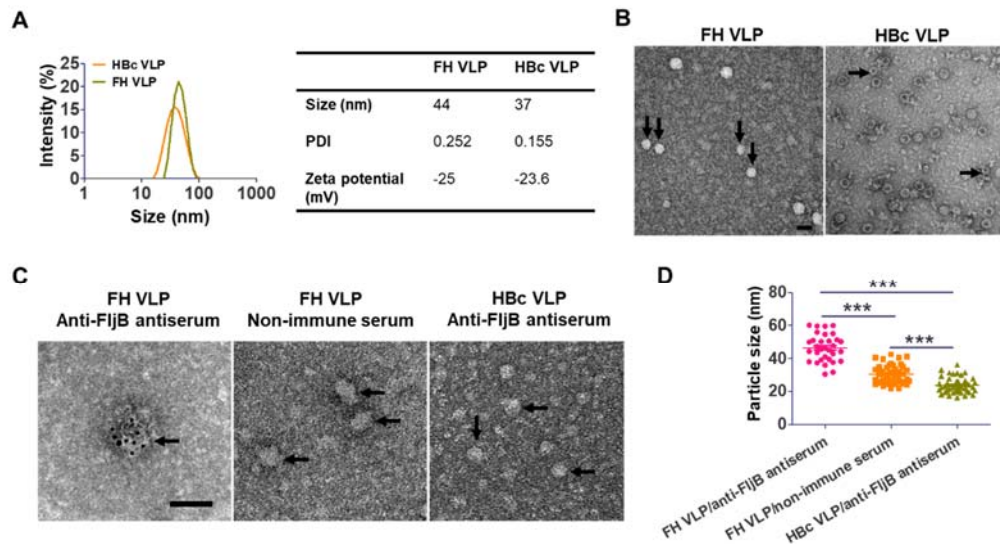 A
HBc VLP
FH VLP
Intensity (%)
25
20
15
10
5
0
1
10
100
1000
Size (nm)
FH VLP HBc VLP
Size (nm) 44 37
PDI 0.252 0.155
Zeta potential -25 -23.6
(mV)
B
FH VLP HBc VLP
C
FH VLP
Anti-FljB antiserum
FH VLP
Non-immune serum
HBc VLP
Anti-FljB antiserum
D
Particle size (nm)
80
60
40
20
0
***
***
***
FH VLP/anti-FljB antiserum
FH VLP/non-immune serum
HBc VLP/anti-FljB antiserum